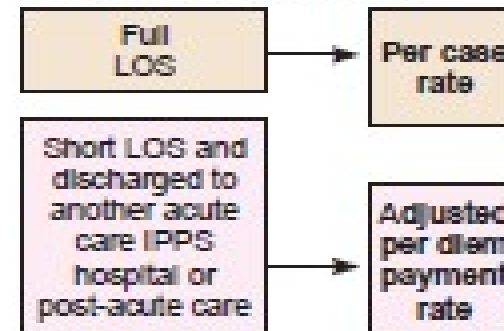 Full
LOS
Per case
rate
Short LOS and
discharged to
another acute
care IPPS
hospital or
post-acute care
Adjusted
per diem
payment
rate